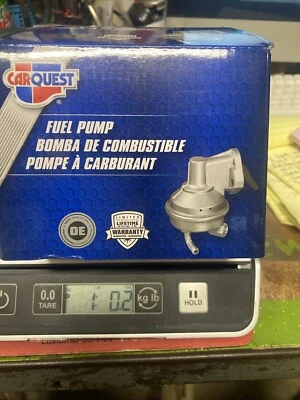 CARQUEST
FUEL PUMP
BOMBA DE COMBUSTIBLE
POMPE À CARBURANT
OE
LIMITED
LIFETIME
WARRANTY
0.0
TARE
1 02
kg lb
HOLD